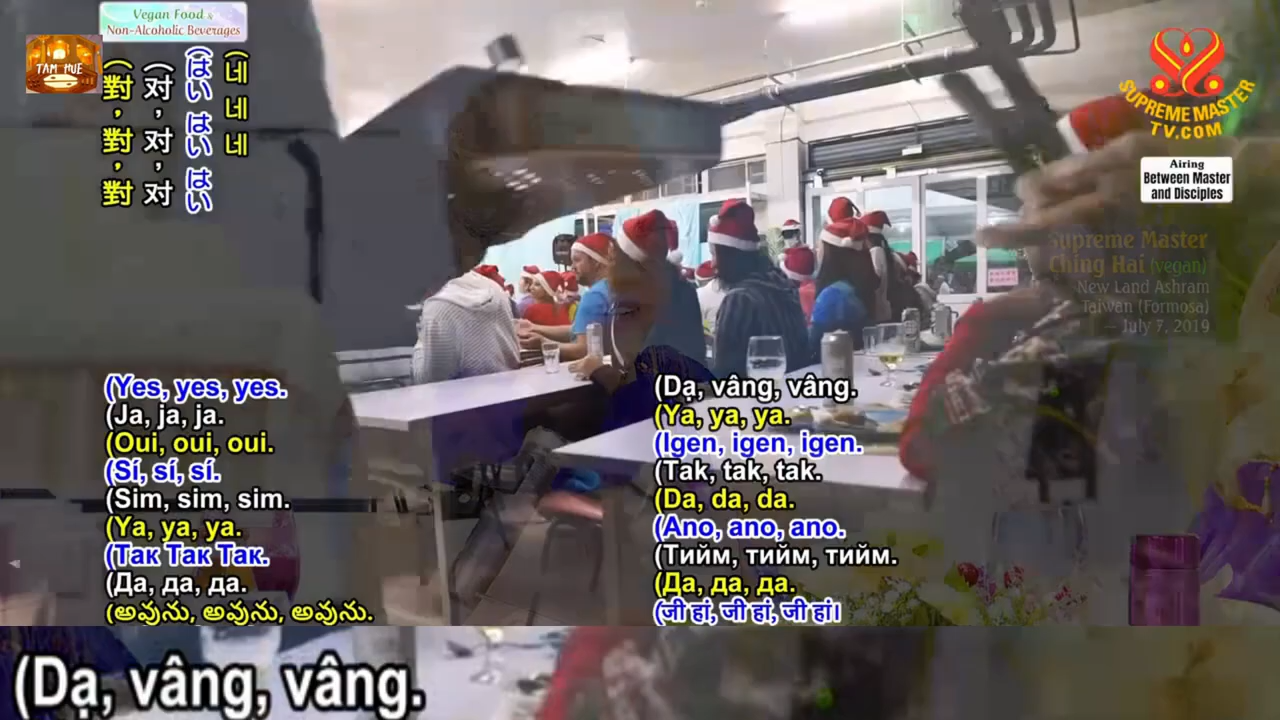 Vegan Food &
Non-Alcoholic Beverages
TAM HUE
(네 네 네
(はい はい はい
(对, 对, 对
(對, 對, 對
SUPREME MASTER
TV.COM
Airing
Between Master
and Disciples
Supreme Master
Ching Hai (vegan)
New Land Ashram
Taiwan (Formosa)
– July 7, 2019
(Yes, yes, yes.
(Ja, ja, ja.
(Oui, oui, oui.
(Sí, sí, sí.
(Sim, sim, sim.
(Ya, ya, ya.
(Так Так Так.
(Да, да, да.
(అవును, అవును, అవును.
(Dạ, vâng, vâng.
(Ya, ya, ya.
(Igen, igen, igen.
(Tak, tak, tak.
(Da, da, da.
(Ano, ano, ano.
(Тийм, тийм, тийм.
(Да, да, да.
(जी हां, जी हां, जी हां।
(Dạ, vâng, vâng.